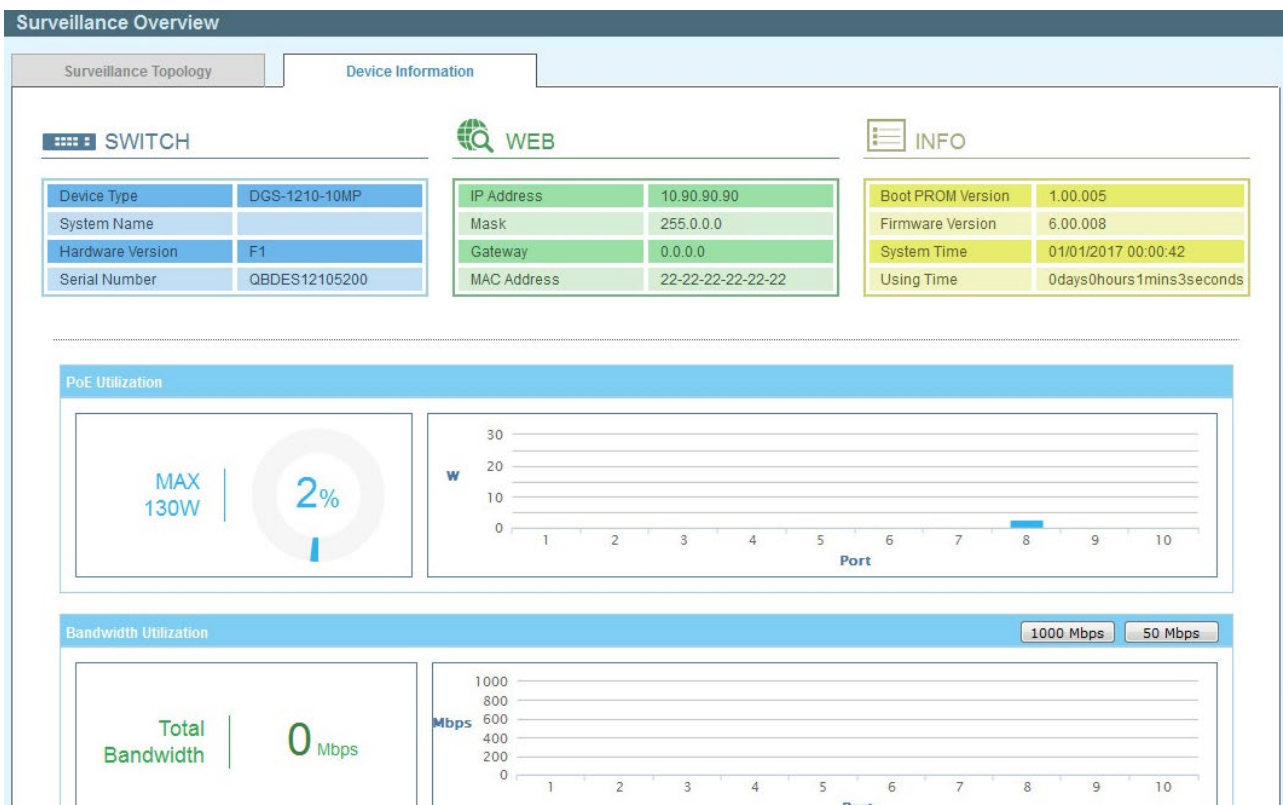 Surveillance Overview
Surveillance Topology
Device Information
SWITCH
Device Type DGS-1210-10MP
System Name
Hardware Version F1
Serial Number QBDES12105200
WEB
IP Address 10.90.90.90
Mask 255.0.0.0
Gateway 0.0.0.0
MAC Address 22-22-22-22-22-22
INFO
Boot PROM Version 1.00.005
Firmware Version 6.00.008
System Time 01/01/2017 00:00:42
Using Time 0days0hours1mins3seconds
PoE Utilization
MAX
130W
2%
30
W
20
10
0
1 2 3 4 5 6 7 8 9 10
Port
Bandwidth Utilization
1000 Mbps
50 Mbps
Total
Bandwidth
0 Mbps
1000
800
Mbps
600
400
200
0
1 2 3 4 5 6 7 8 9 10